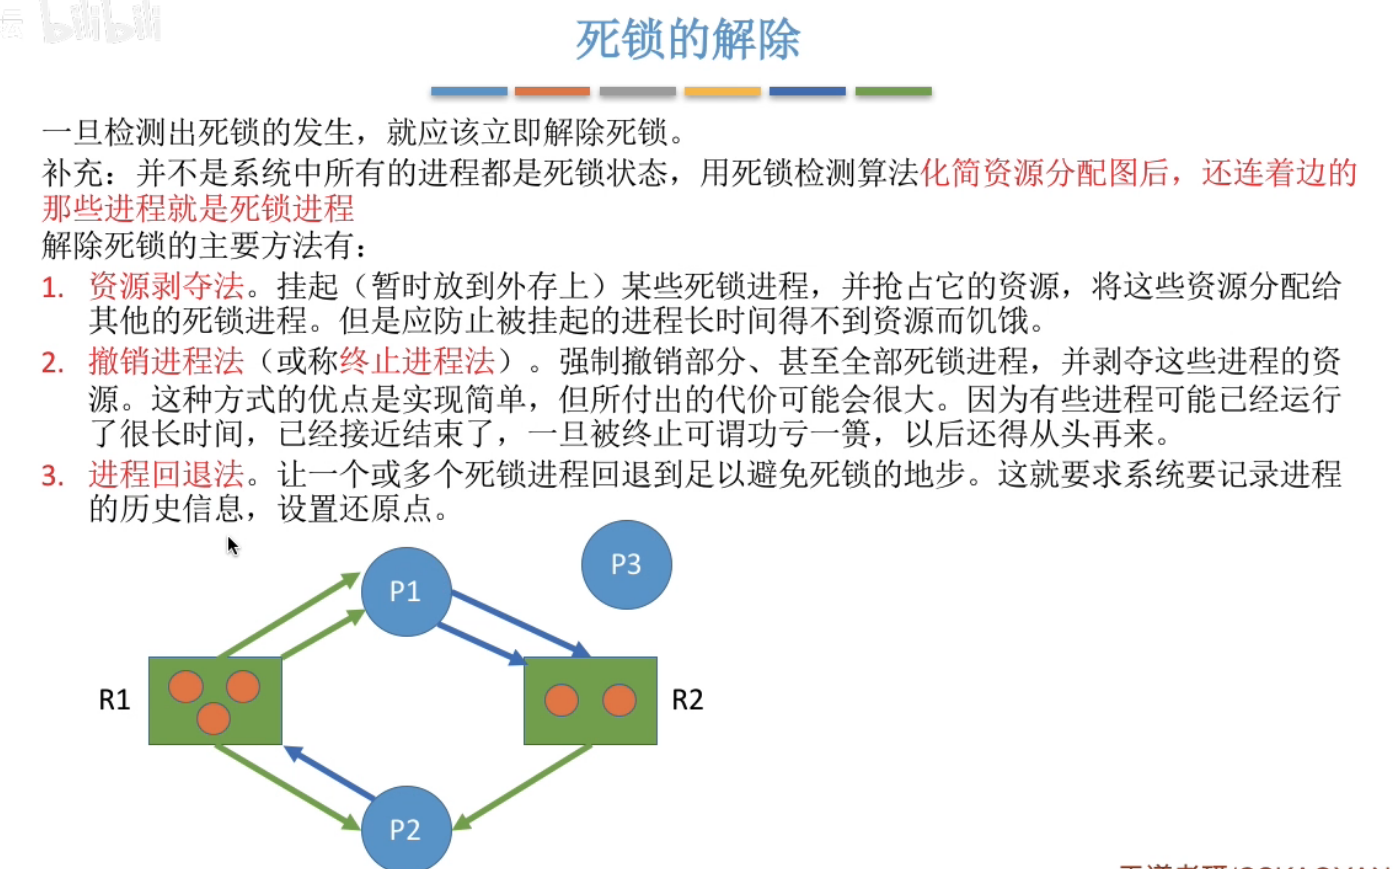 bilibili
死锁的解除
一旦检测出死锁的发生，就应该立即解除死锁。
补充：并不是系统中所有的进程都是死锁状态，用死锁检测算法化简资源分配图后，还连着边的
那些进程就是死锁进程
解除死锁的主要方法有：
1. 资源剥夺法。挂起（暂时放到外存上）某些死锁进程，并抢占它的资源，将这些资源分配给
其他的死锁进程。但是应防止被挂起的进程长时间得不到资源而饥饿。
2. 撤销进程法（或称终止进程法）。强制撤销部分、甚至全部死锁进程，并剥夺这些进程的资
源。这种方式的优点是实现简单，但所付出的代价可能会很大。因为有些进程可能已经运行
了很长时间，已经接近结束了，一旦被终止可谓功亏一篑，以后还得从头再来。
3. 进程回退法。让一个或多个死锁进程回退到足以避免死锁的地步。这就要求系统要记录进程
的历史信息，设置还原点。
P3
P1
R1
R2
P2